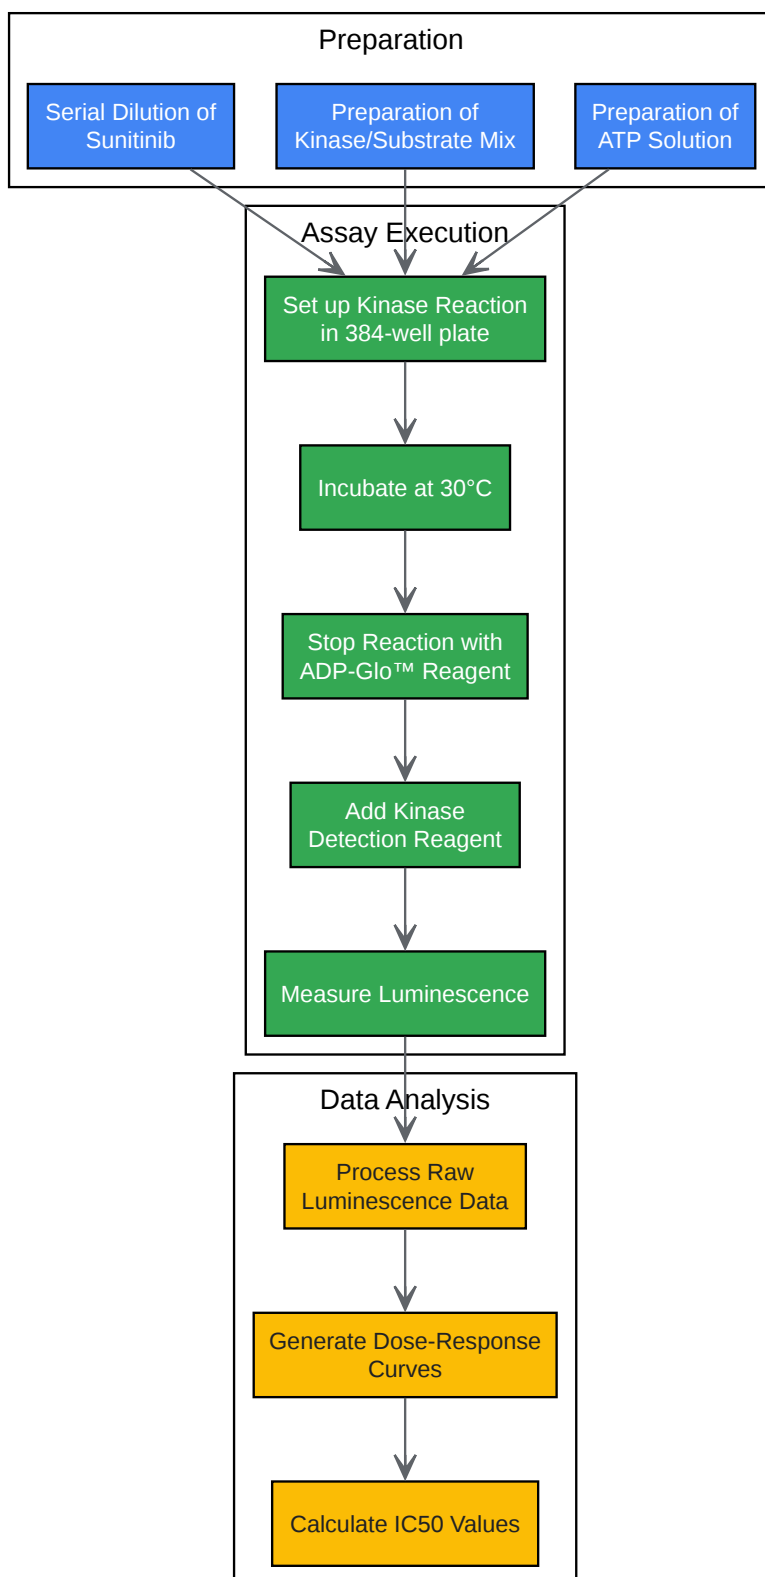 Preparation
Serial Dilution of
Sunitinib
Preparation of
Kinase/Substrate Mix
Preparation of
ATP Solution
Assay Execution
Set up Kinase Reaction
in 384-well plate
Incubate at 30°C
Stop Reaction with
ADP-Glo™ Reagent
Add Kinase
Detection Reagent
Measure Luminescence
Data Analysis
Process Raw
Luminescence Data
Generate Dose-Response
Curves
Calculate IC50 Values